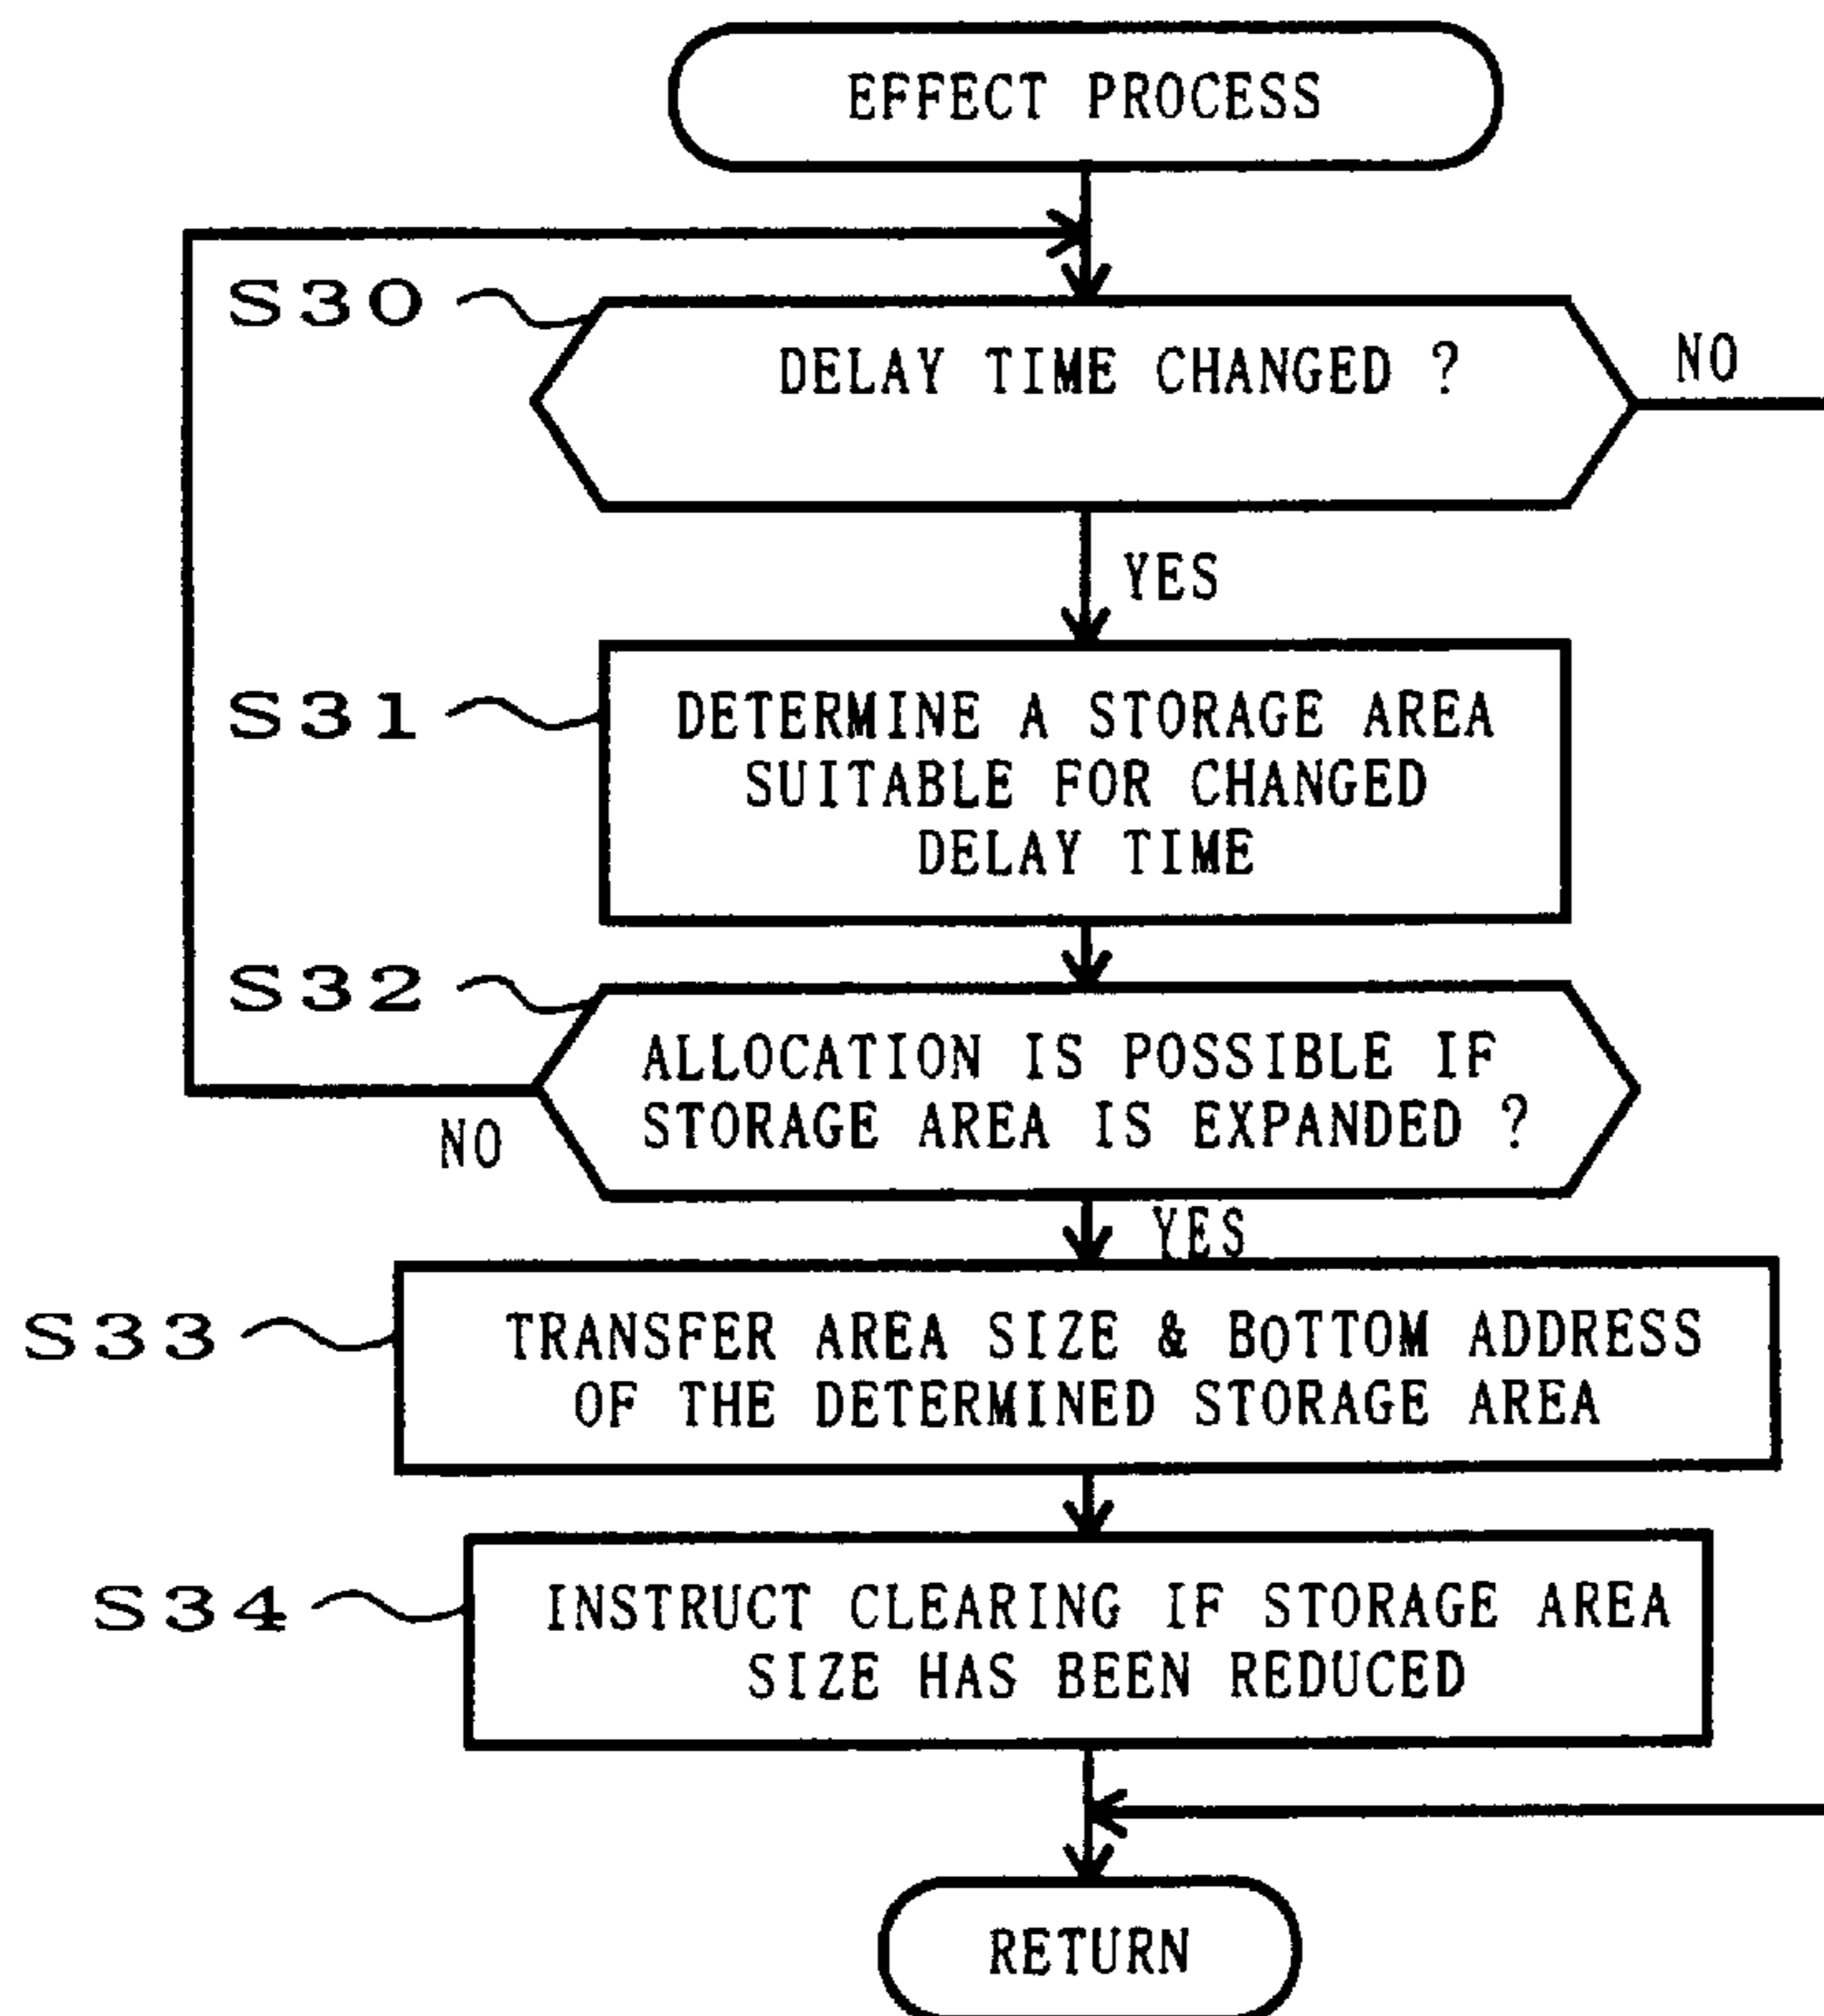 EFFECT PROCESS
S30
DELAY TIME CHANGED ?
NO
YES
S31
DETERMINE A STORAGE AREA
SUITABLE FOR CHANGED
DELAY TIME
S32
ALLOCATION IS POSSIBLE IF
STORAGE AREA IS EXPANDED ?
NO
YES
S33
TRANSFER AREA SIZE & BOTTOM ADDRESS
OF THE DETERMINED STORAGE AREA
S34
INSTRUCT CLEARING IF STORAGE AREA
SIZE HAS BEEN REDUCED
RETURN